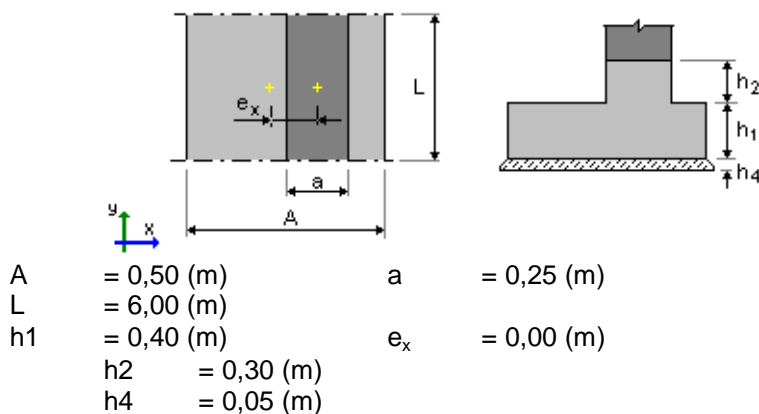 L
eₓ
a
A
y
x
h₂
h₁
h₄
A = 0,50 (m) a = 0,25 (m)
L = 6,00 (m)
h1 = 0,40 (m) eₓ = 0,00 (m)
h2 = 0,30 (m)
h4 = 0,05 (m)